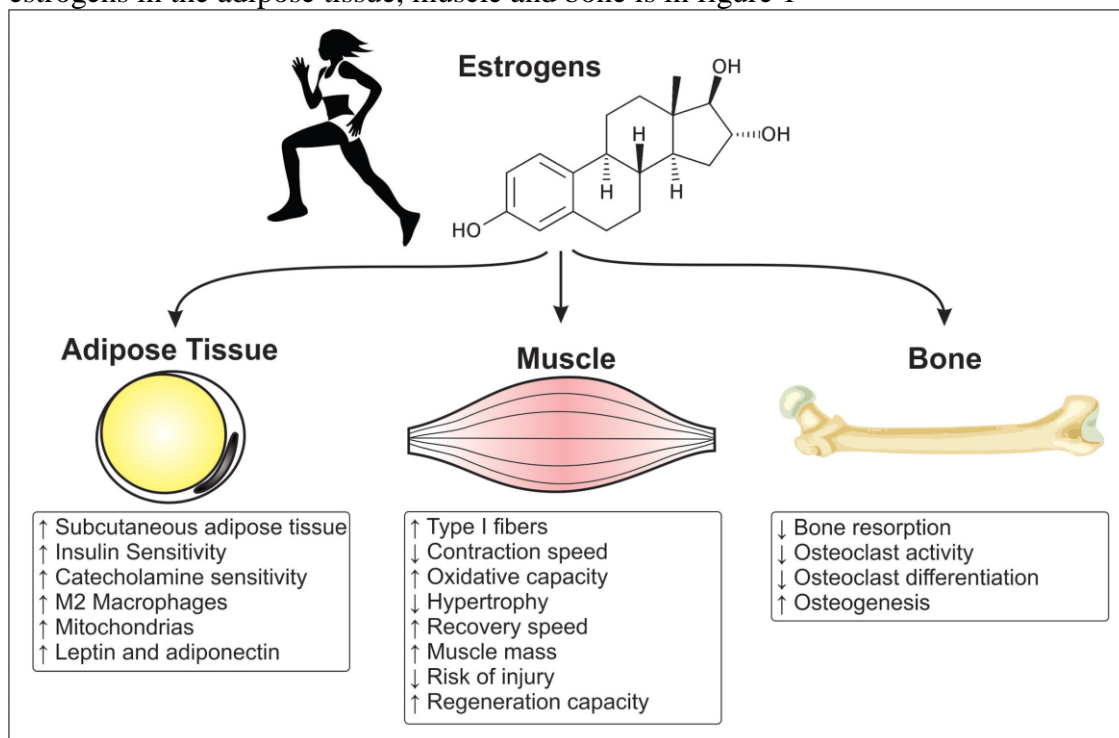 estrogens in the adipose tissue, muscle and bone is in figure 1
Estrogens
OH
OH
H
H
H
HO
Adipose Tissue
Muscle
Bone
↑ Subcutaneous adipose tissue
↑ Insulin Sensitivity
↑ Catecholamine sensitivity
↑ M2 Macrophages
↑ Mitochondrias
↑ Leptin and adiponectin
↑ Type I fibers
↓ Contraction speed
↑ Oxidative capacity
↓ Hypertrophy
↑ Recovery speed
↑ Muscle mass
↓ Risk of injury
↑ Regeneration capacity
↓ Bone resorption
↓ Osteoclast activity
↓ Osteoclast differentiation
↑ Osteogenesis